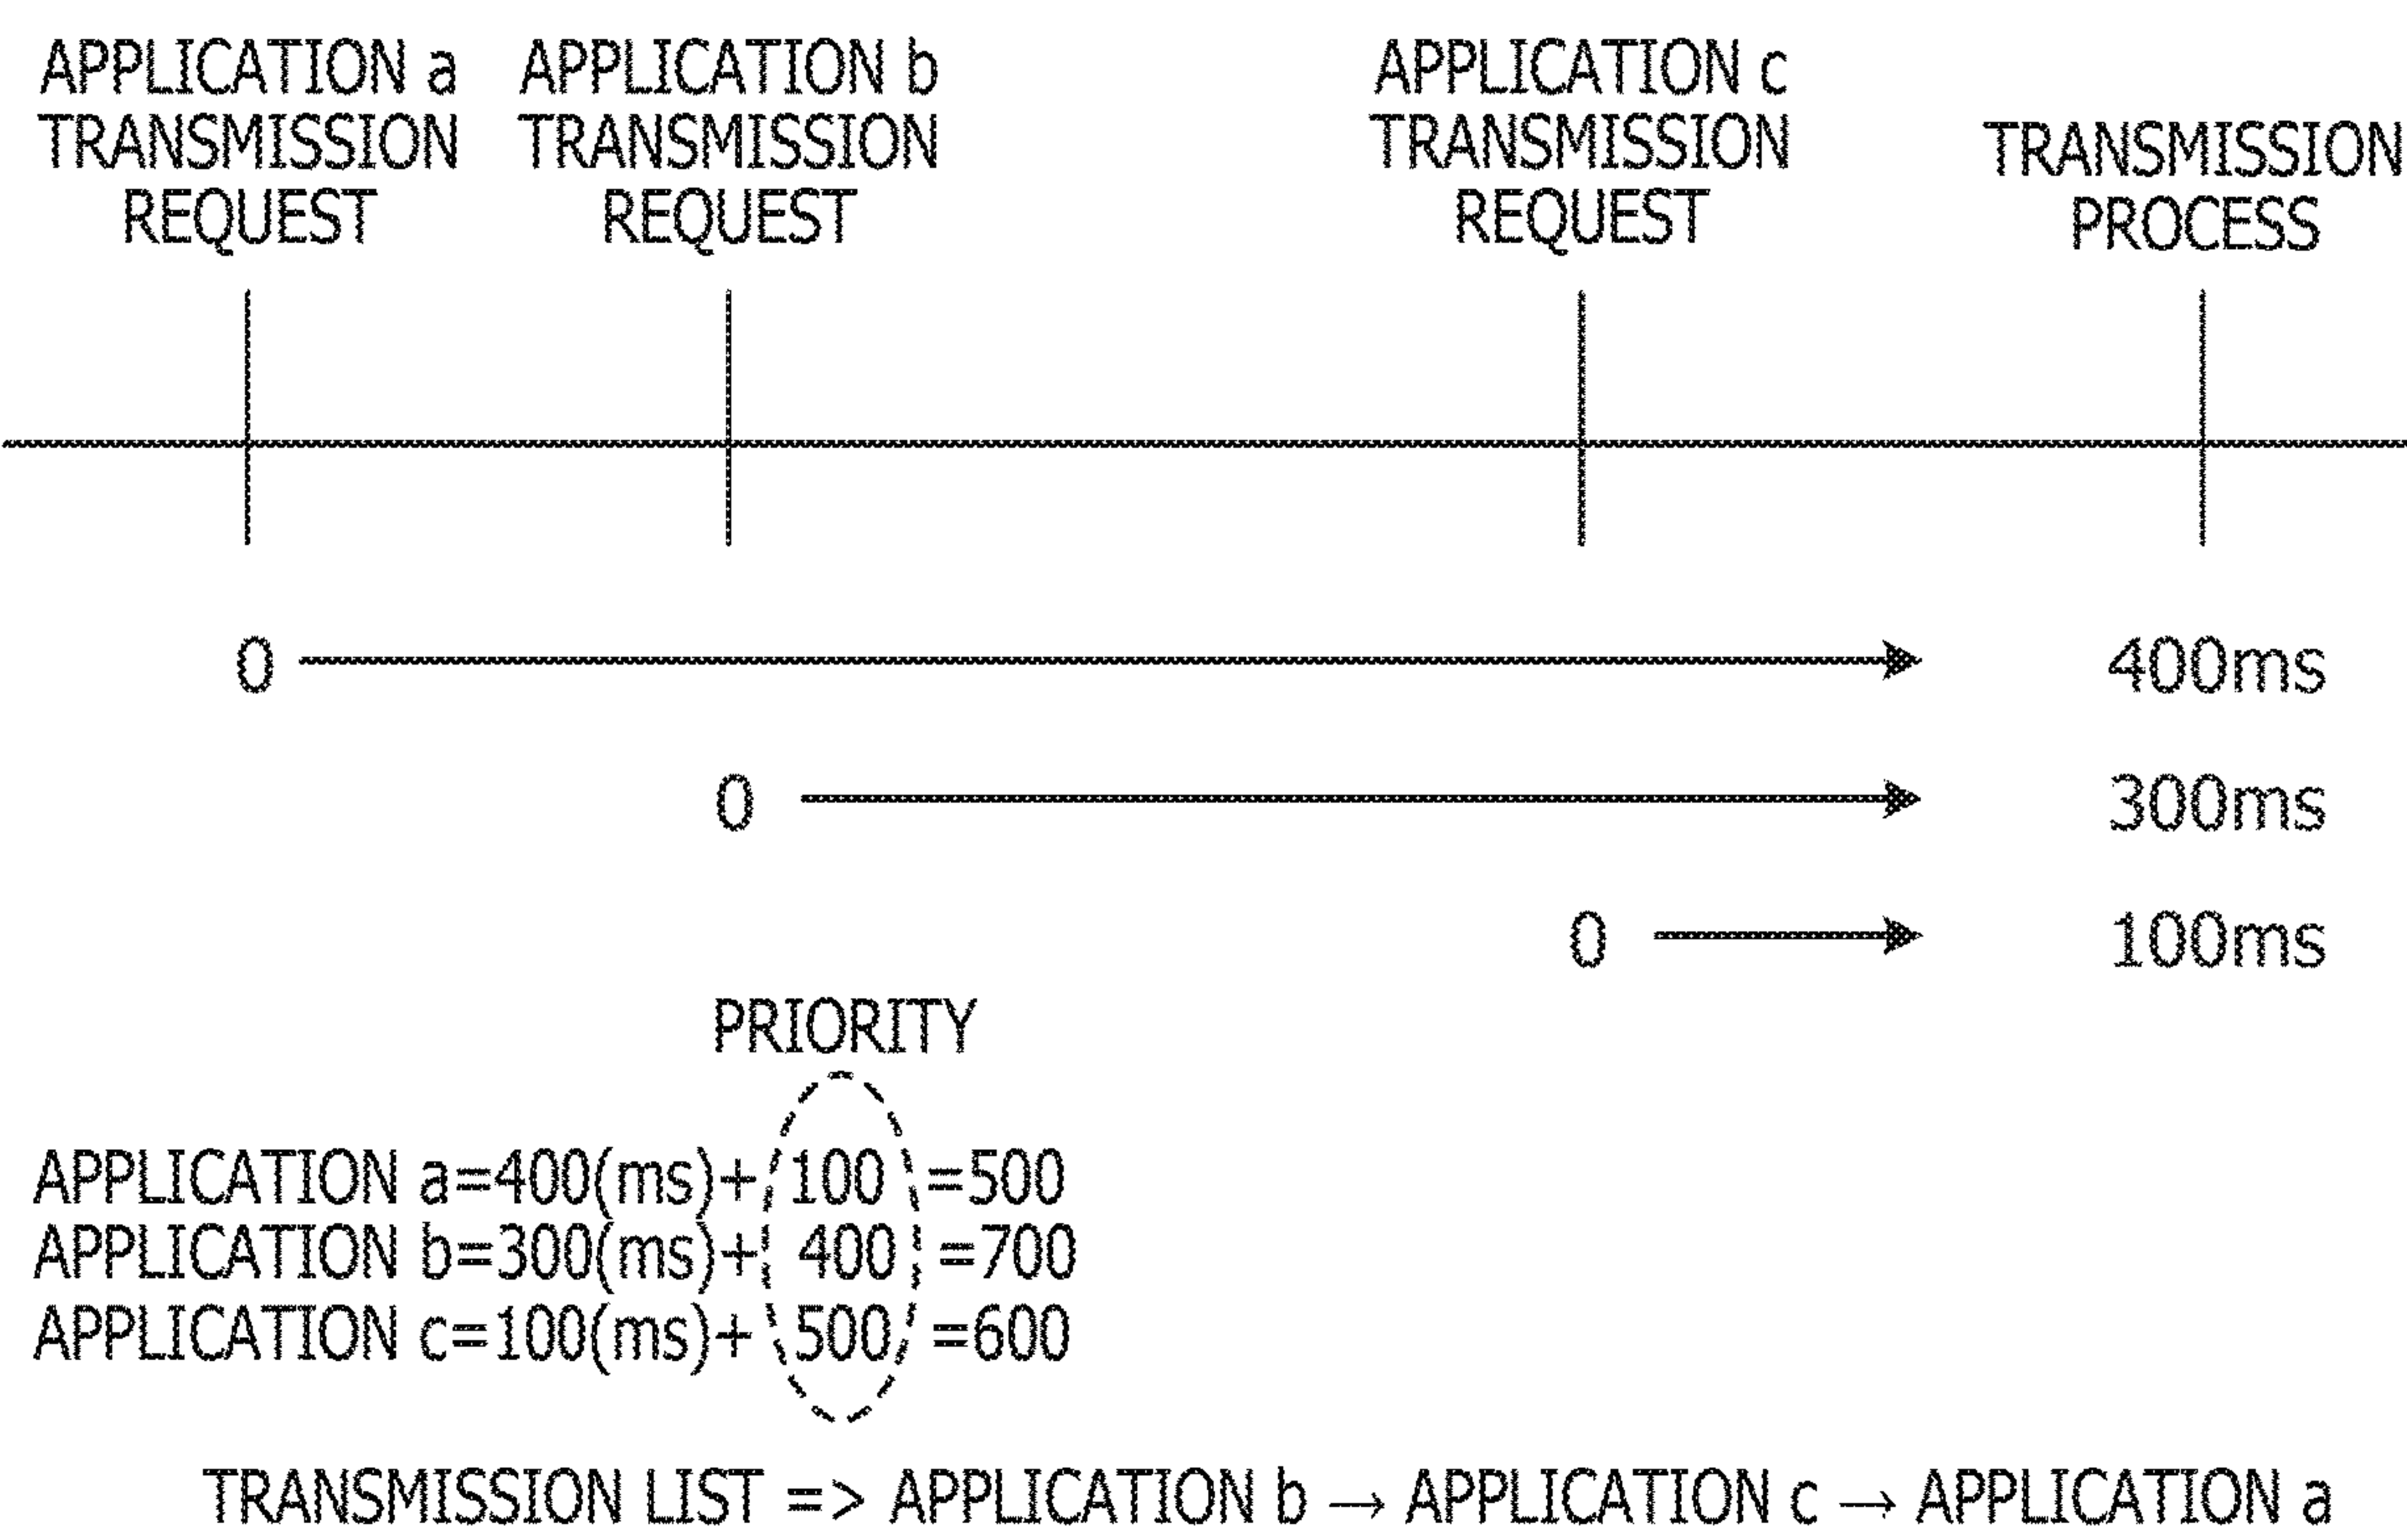 APPLICATION a
TRANSMISSION
REQUEST
APPLICATION b
TRANSMISSION
REQUEST
APPLICATION c
TRANSMISSION
REQUEST
TRANSMISSION
PROCESS
0 400ms
0 300ms
0 100ms
PRIORITY
APPLICATION a=400(ms)+ 100 =500
APPLICATION b=300(ms)+ 400 =700
APPLICATION c=100(ms)+ 500 =600
TRANSMISSION LIST => APPLICATION b → APPLICATION c → APPLICATION a